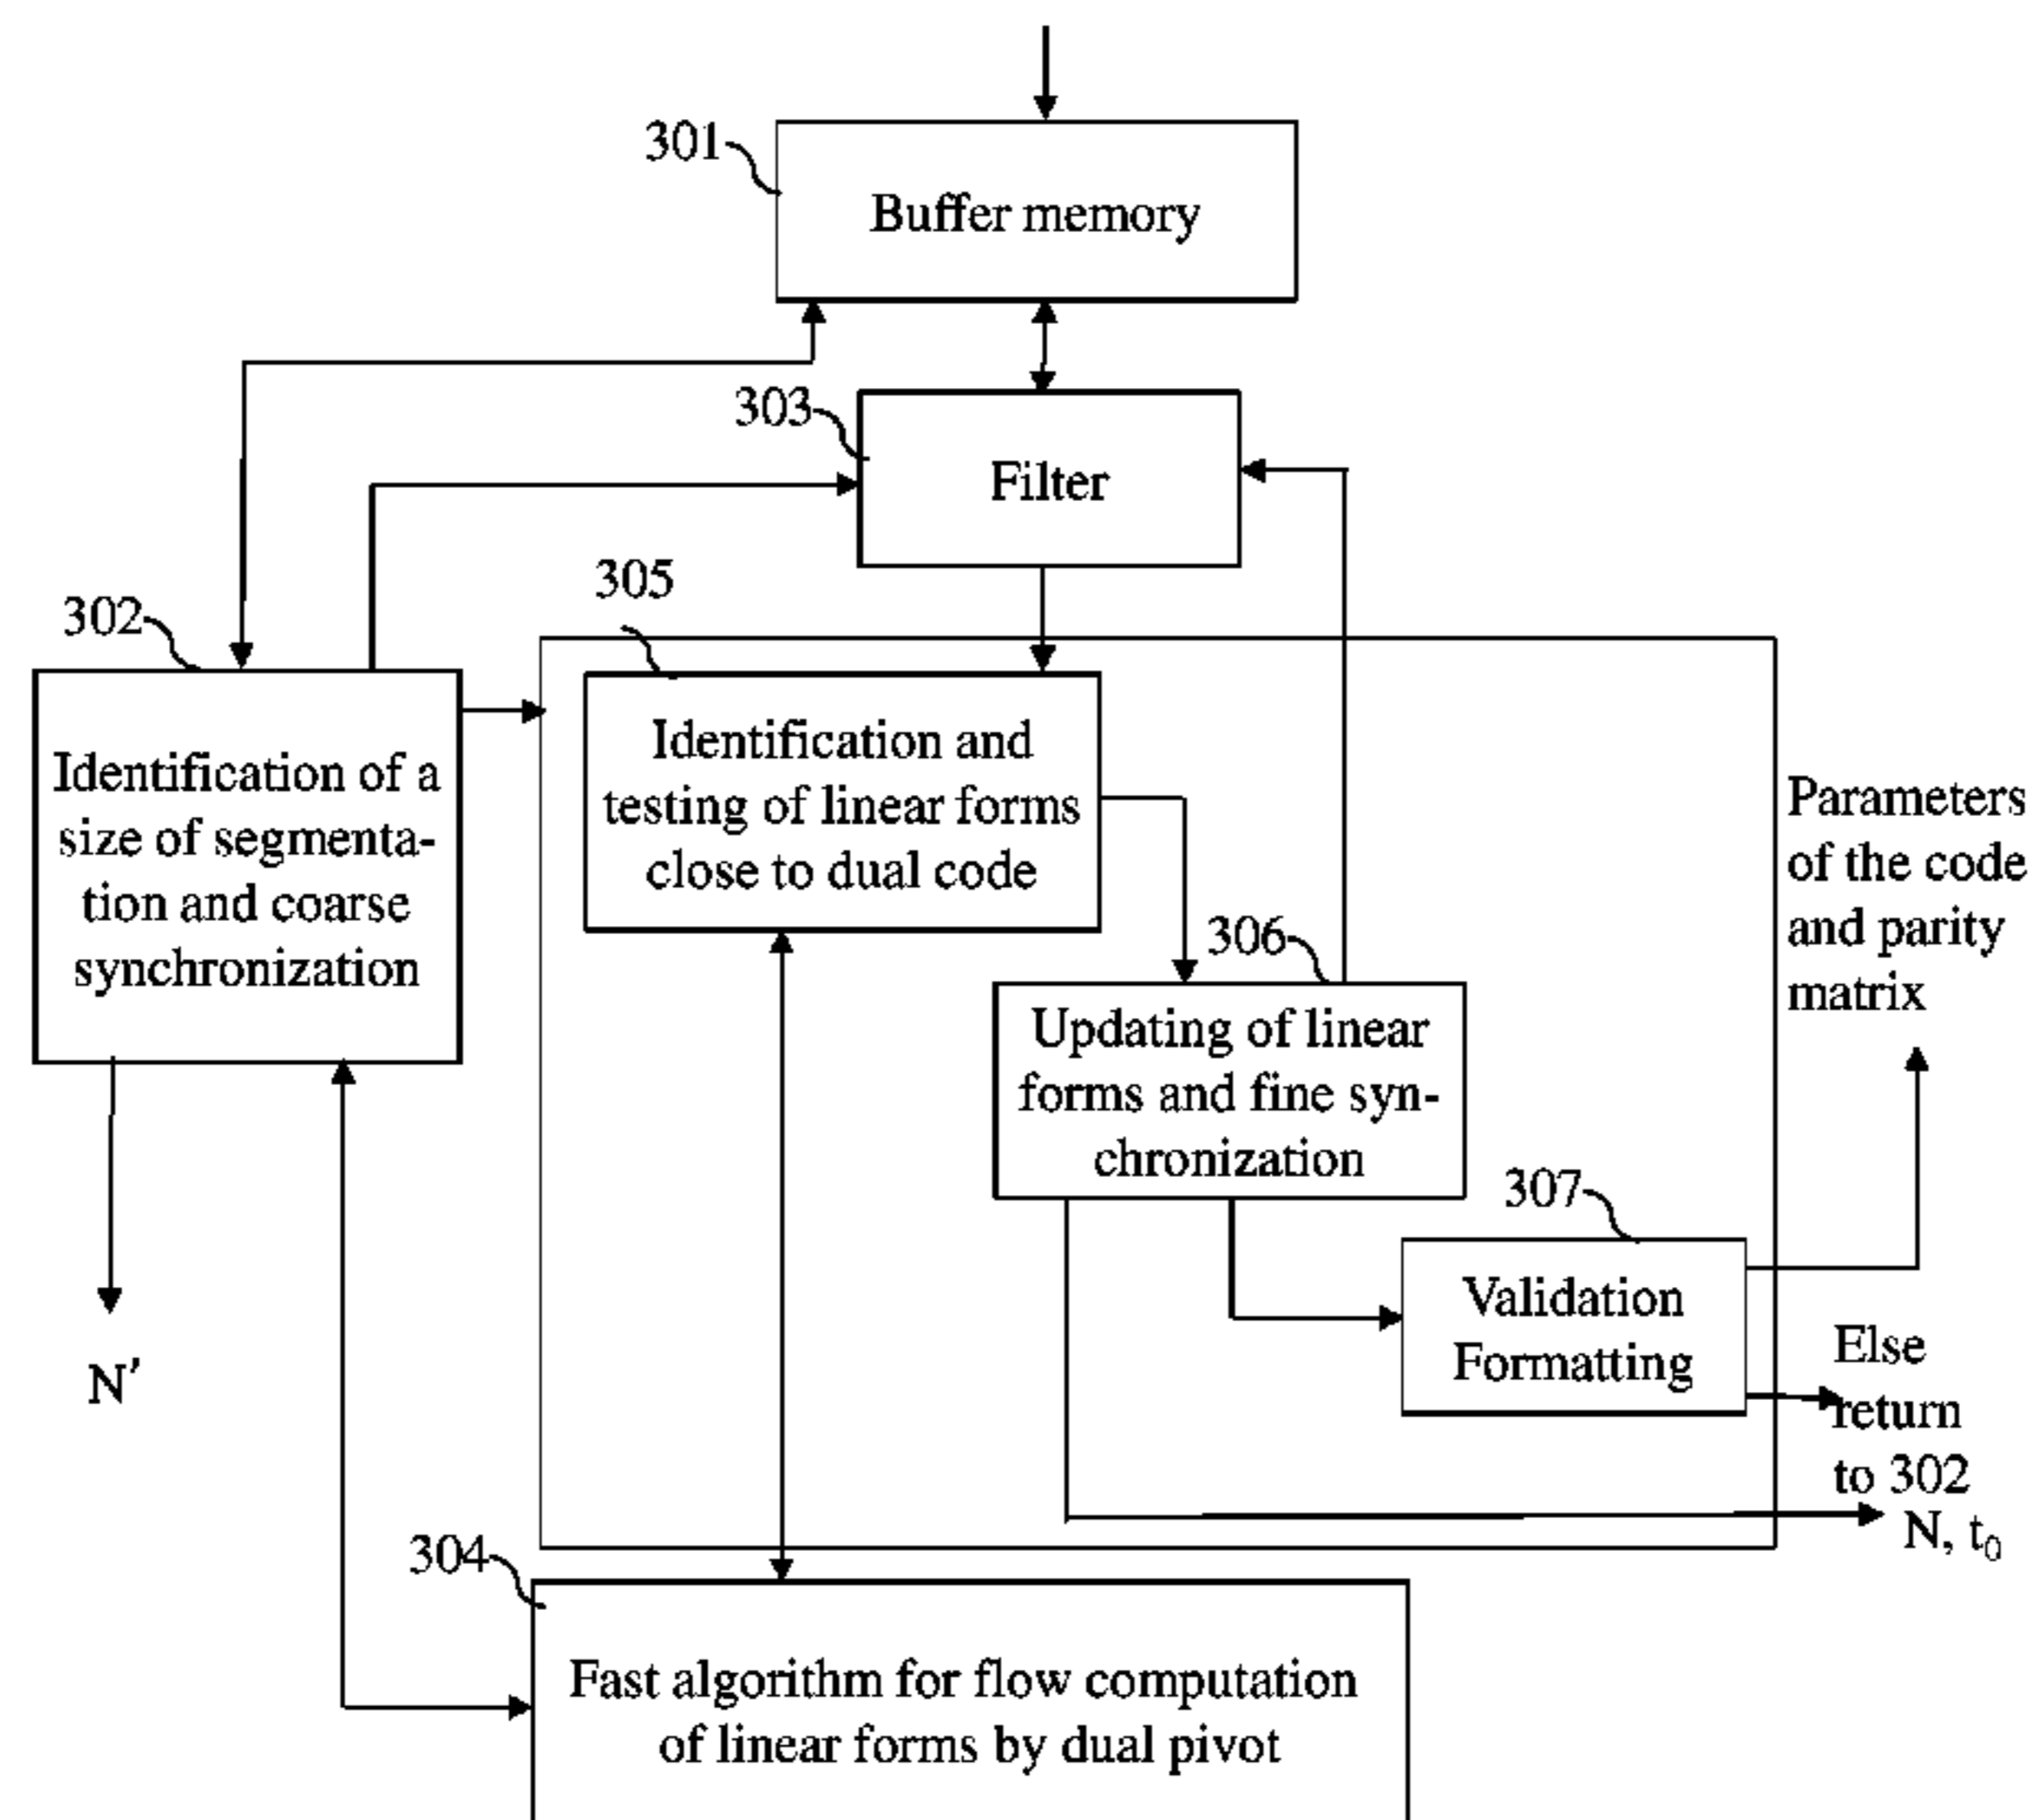 301
Buffer memory
303
Filter
305
302
Identification of a
size of segmenta-
tion and coarse
synchronization
Identification and
testing of linear forms
close to dual code
Parameters
of the code
and parity
matrix
306
Updating of linear
forms and fine syn-
chronization
307
Validation
Formatting
Else
return
to 302
N'
N, t₀
304
Fast algorithm for flow computation
of linear forms by dual pivot